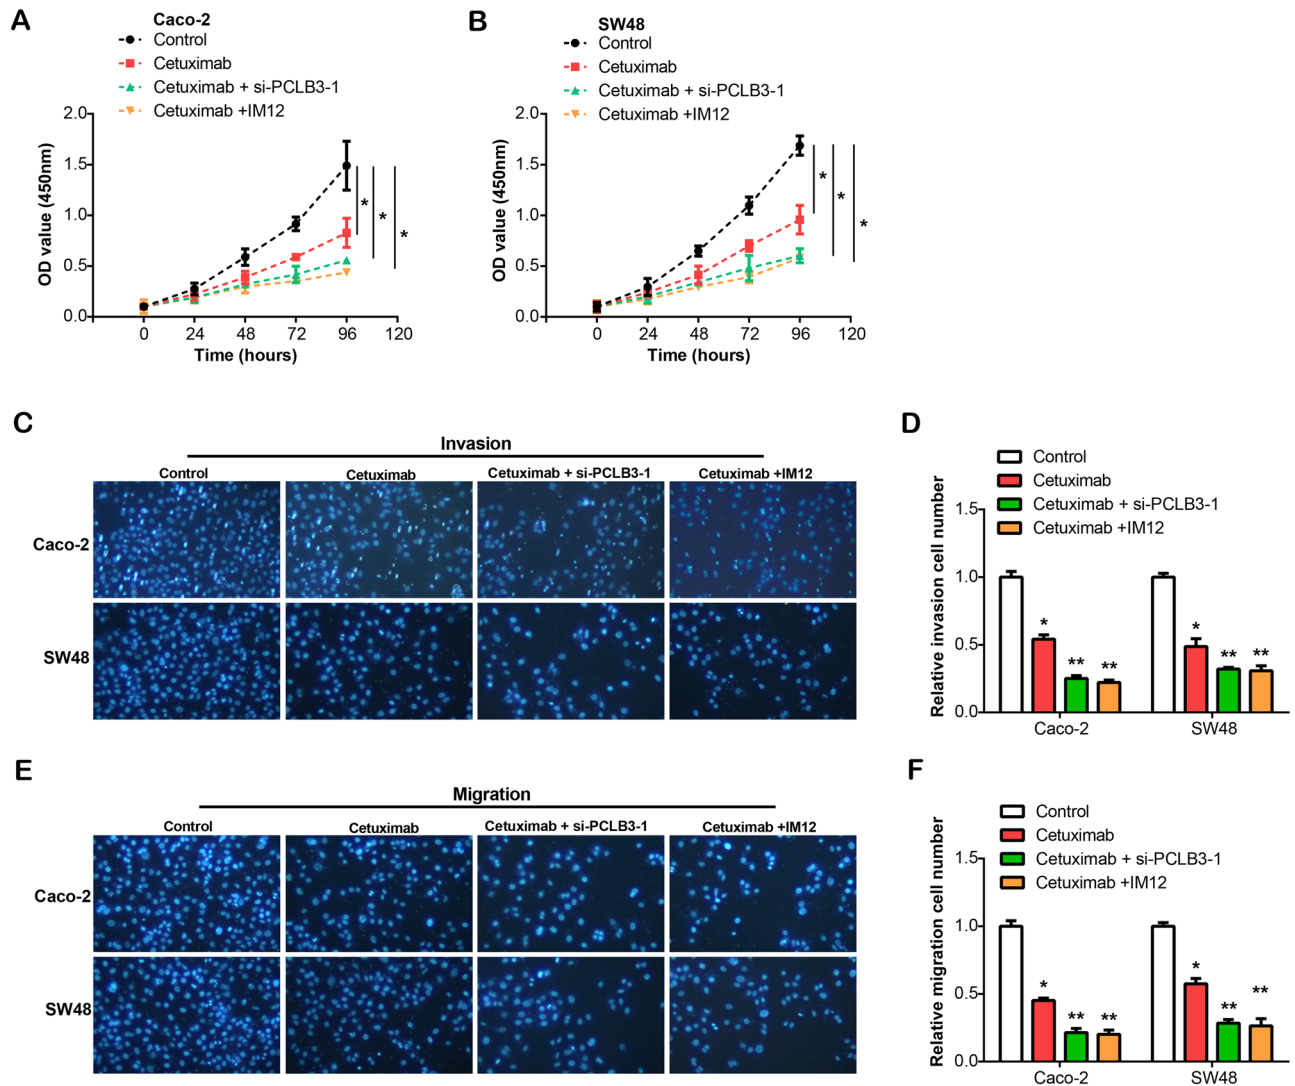 A
Caco-2
Control
Cetuximab
Cetuximab + si-PCLB3-1
Cetuximab +IM12
OD value (450nm)
2.0
1.5
1.0
0.5
0.0
*
*
*
0 24 48 72 96 120
Time (hours)
B
SW48
Control
Cetuximab
Cetuximab + si-PCLB3-1
Cetuximab +IM12
OD value (450nm)
2.0
1.5
1.0
0.5
0.0
*
*
*
0 24 48 72 96 120
Time (hours)
C
Invasion
Control Cetuximab Cetuximab + si-PCLB3-1 Cetuximab +IM12
Caco-2
SW48
D
Control
Cetuximab
Cetuximab + si-PCLB3-1
Cetuximab +IM12
Relative invasion cell number
1.5
1.0
0.5
0.0
* ** ** * ** **
Caco-2 SW48
E
Migration
Control Cetuximab Cetuximab + si-PCLB3-1 Cetuximab +IM12
Caco-2
SW48
F
Control
Cetuximab
Cetuximab + si-PCLB3-1
Cetuximab +IM12
Relative migration cell number
1.5
1.0
0.5
0.0
* ** ** * ** **
Caco-2 SW48